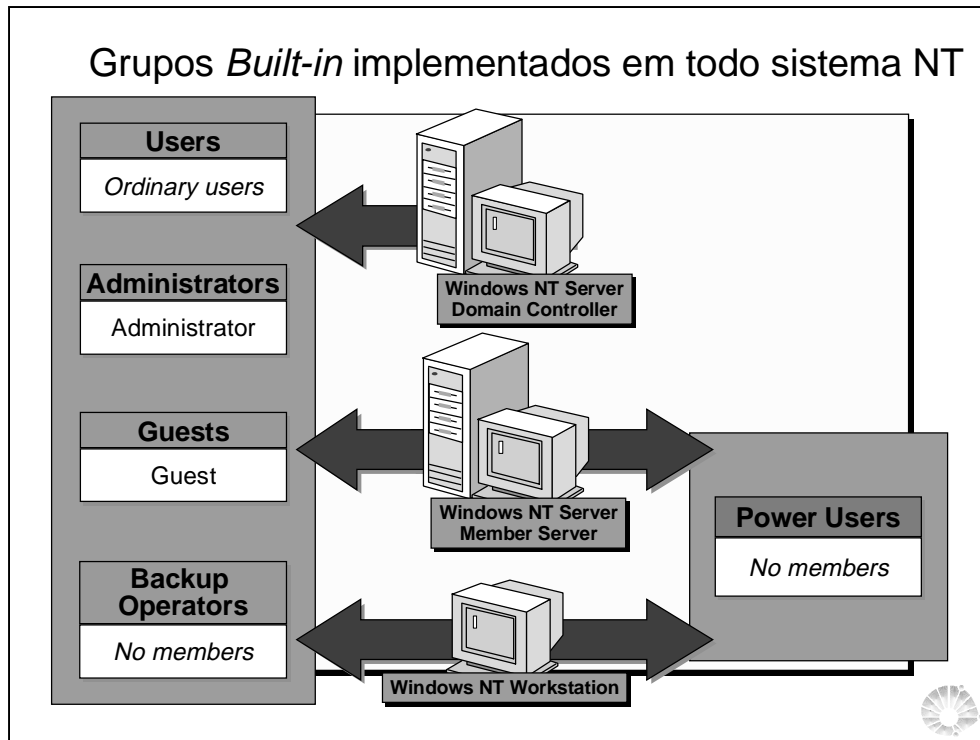 Grupos Built-in implementados em todo sistema NT
Users
Ordinary users
Administrators
Administrator
Guests
Guest
Backup
Operators
No members
Windows NT Server
Domain Controller
Windows NT Server
Member Server
Windows NT Workstation
Power Users
No members